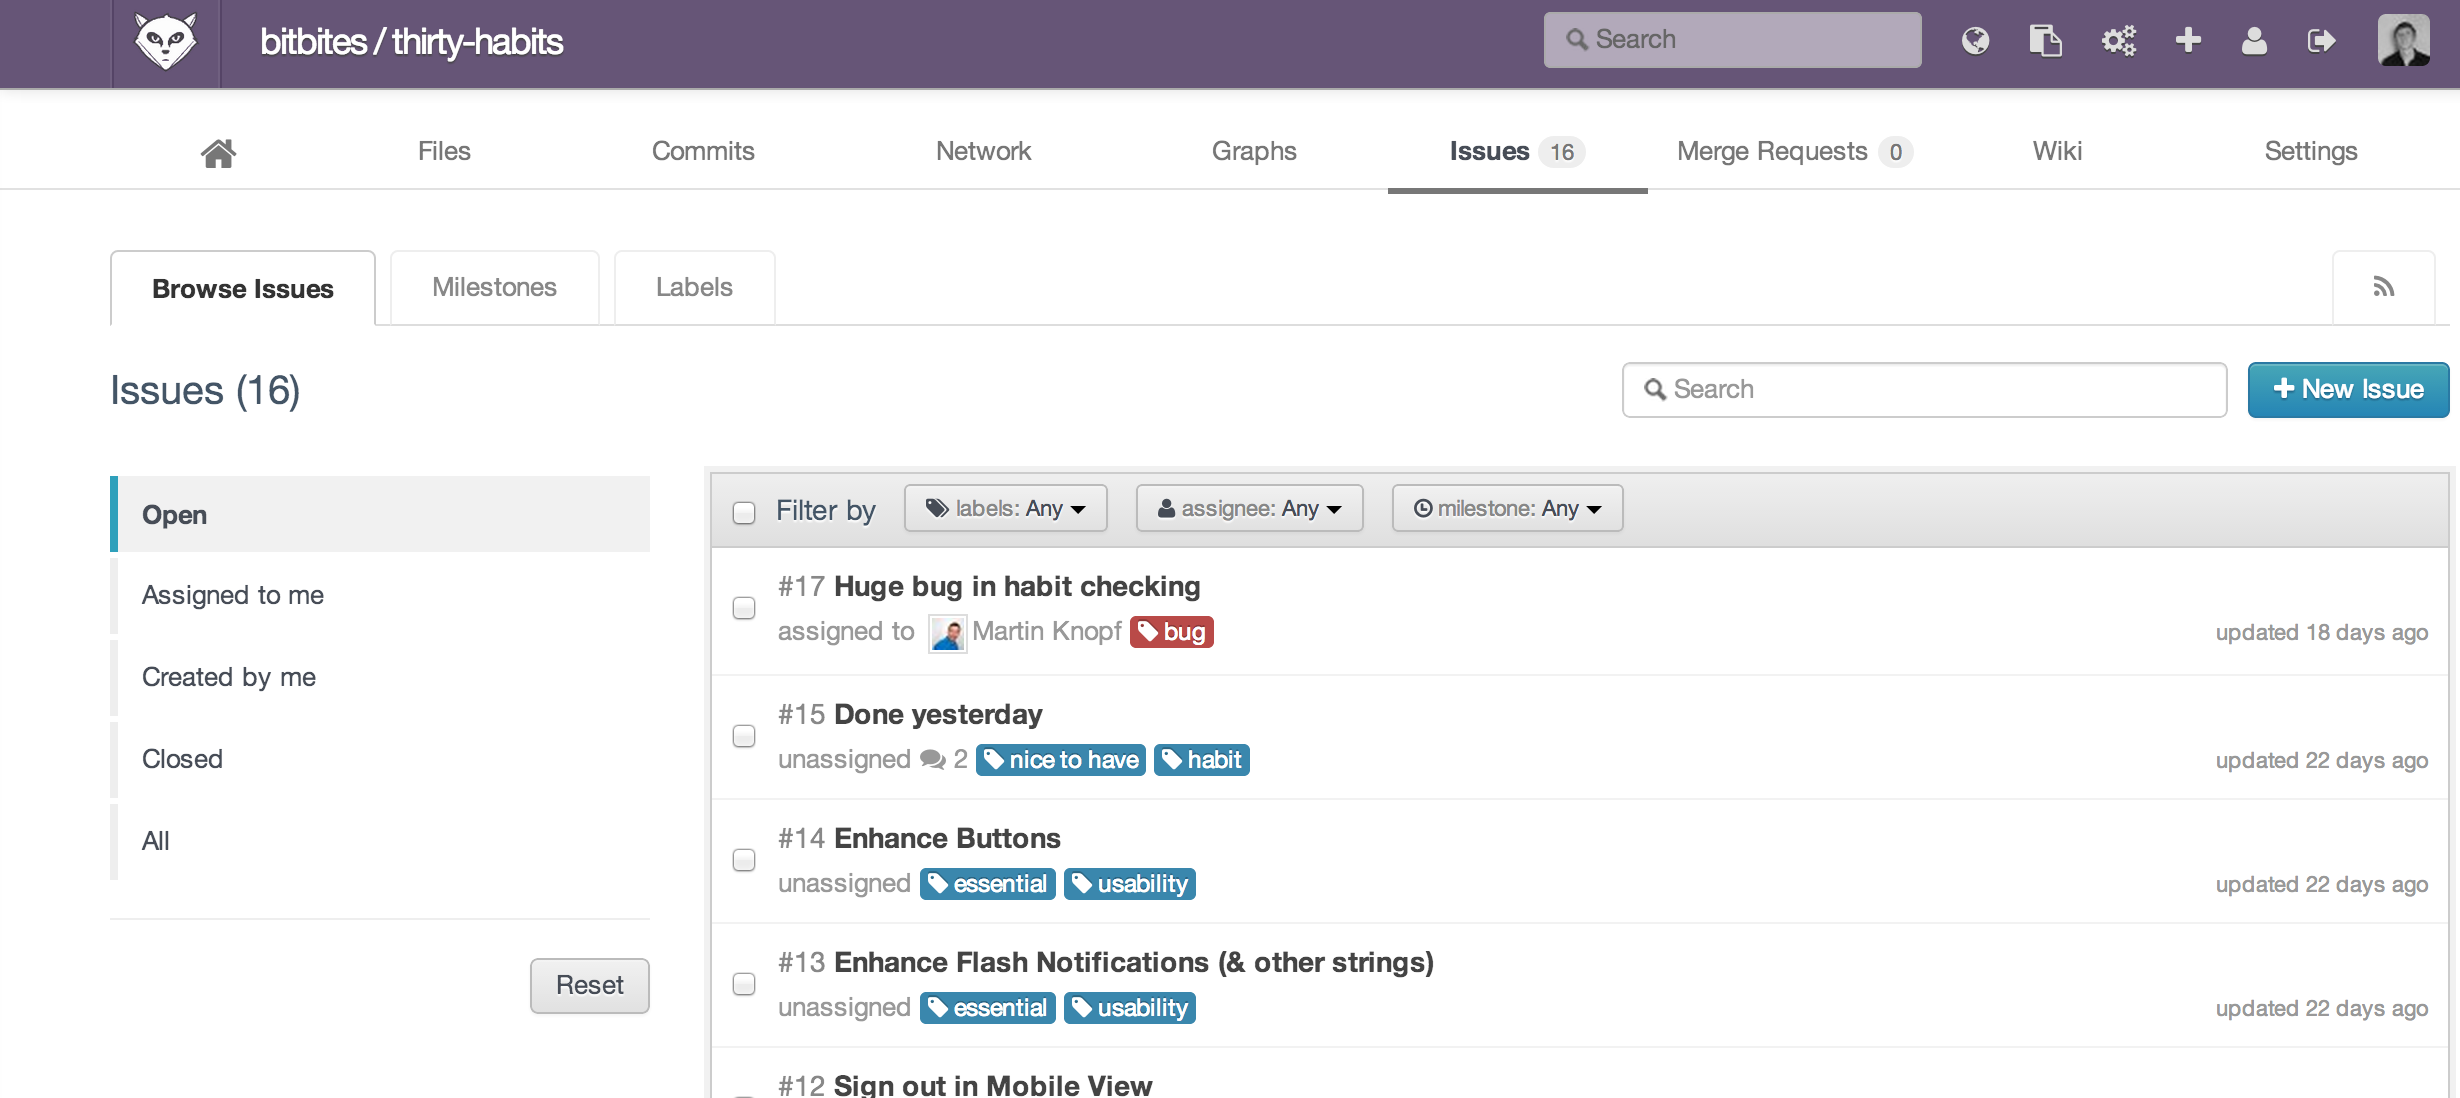 bitbites / thirty-habits
Search
Files
Commits
Network
Graphs
Issues 16
Merge Requests 0
Wiki
Settings
Browse Issues
Milestones
Labels
Issues (16)
Search
New Issue
Open
Assigned to me
Created by me
Closed
All
Reset
Filter by
labels: Any
assignee: Any
milestone: Any
#17 Huge bug in habit checking
assigned to Martin Knopf bug
updated 18 days ago
#15 Done yesterday
unassigned 2 nice to have habit
updated 22 days ago
#14 Enhance Buttons
unassigned essential usability
updated 22 days ago
#13 Enhance Flash Notifications (& other strings)
unassigned essential usability
updated 22 days ago
#12 Sign out in Mobile View